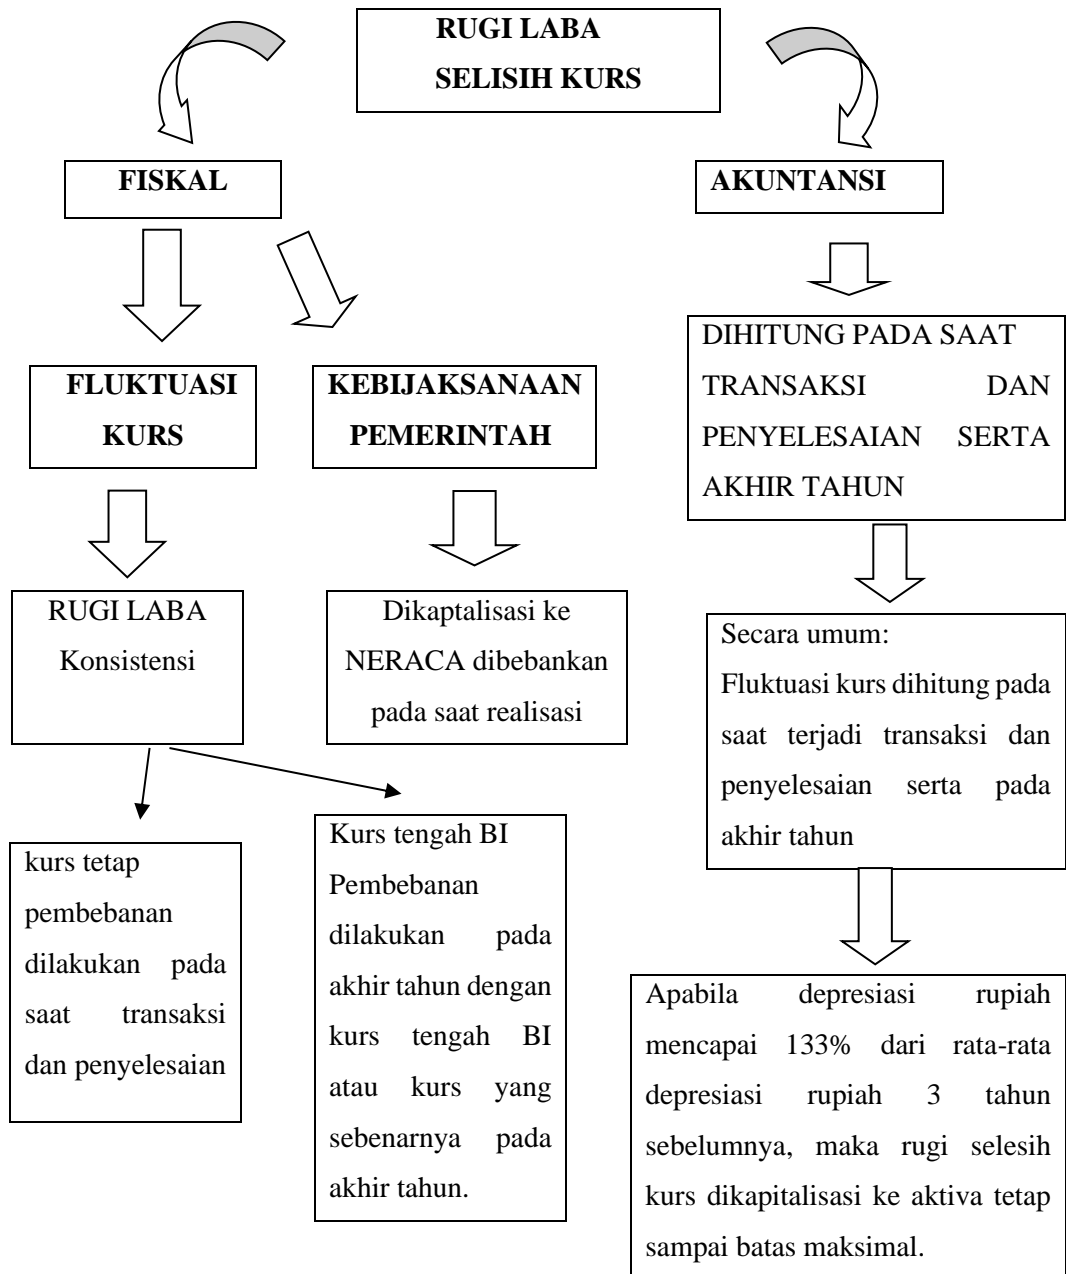 RUGI LABA
SELISIH KURS
FISKAL
AKUNTANSI
FLUKTUASI
KURS
KEBIJAKSANAAN
PEMERINTAH
DIHITUNG PADA SAAT
TRANSAKSI DAN
PENYELESAIAN SERTA
AKHIR TAHUN
RUGI LABA
Konsistensi
Dikaptalisasi ke
NERACA dibebankan
pada saat realisasi
Secara umum:
Fluktuasi kurs dihitung pada
saat terjadi transaksi dan
penyelesaian serta pada
akhir tahun
kurs tetap
pembebanan
dilakukan pada
saat transaksi
dan penyelesaian
Kurs tengah BI
Pembebanan
dilakukan pada
akhir tahun dengan
kurs tengah BI
atau kurs yang
sebenarnya pada
akhir tahun.
Apabila depresiasi rupiah
mencapai 133% dari rata-rata
depresiasi rupiah 3 tahun
sebelumnya, maka rugi selesih
kurs dikapitalisasi ke aktiva tetap
sampai batas maksimal.